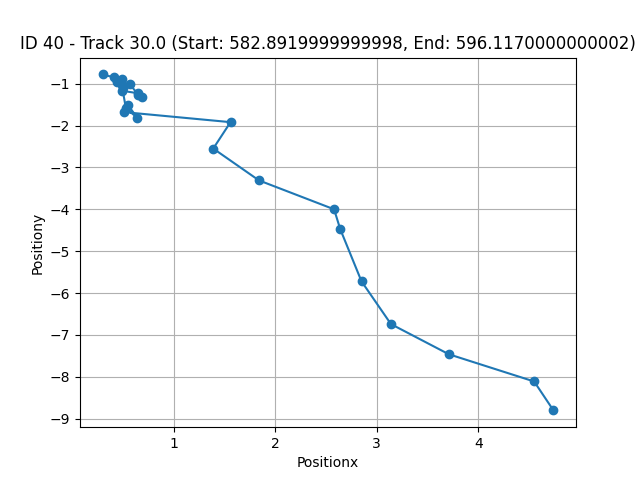 ID 40 - Track 30.0 (Start: 582.8919999999998, End: 596.1170000000002)
−1
−2
−3
−4
−5
−6
−7
−8
−9
Positiony
1 2 3 4
Positionx